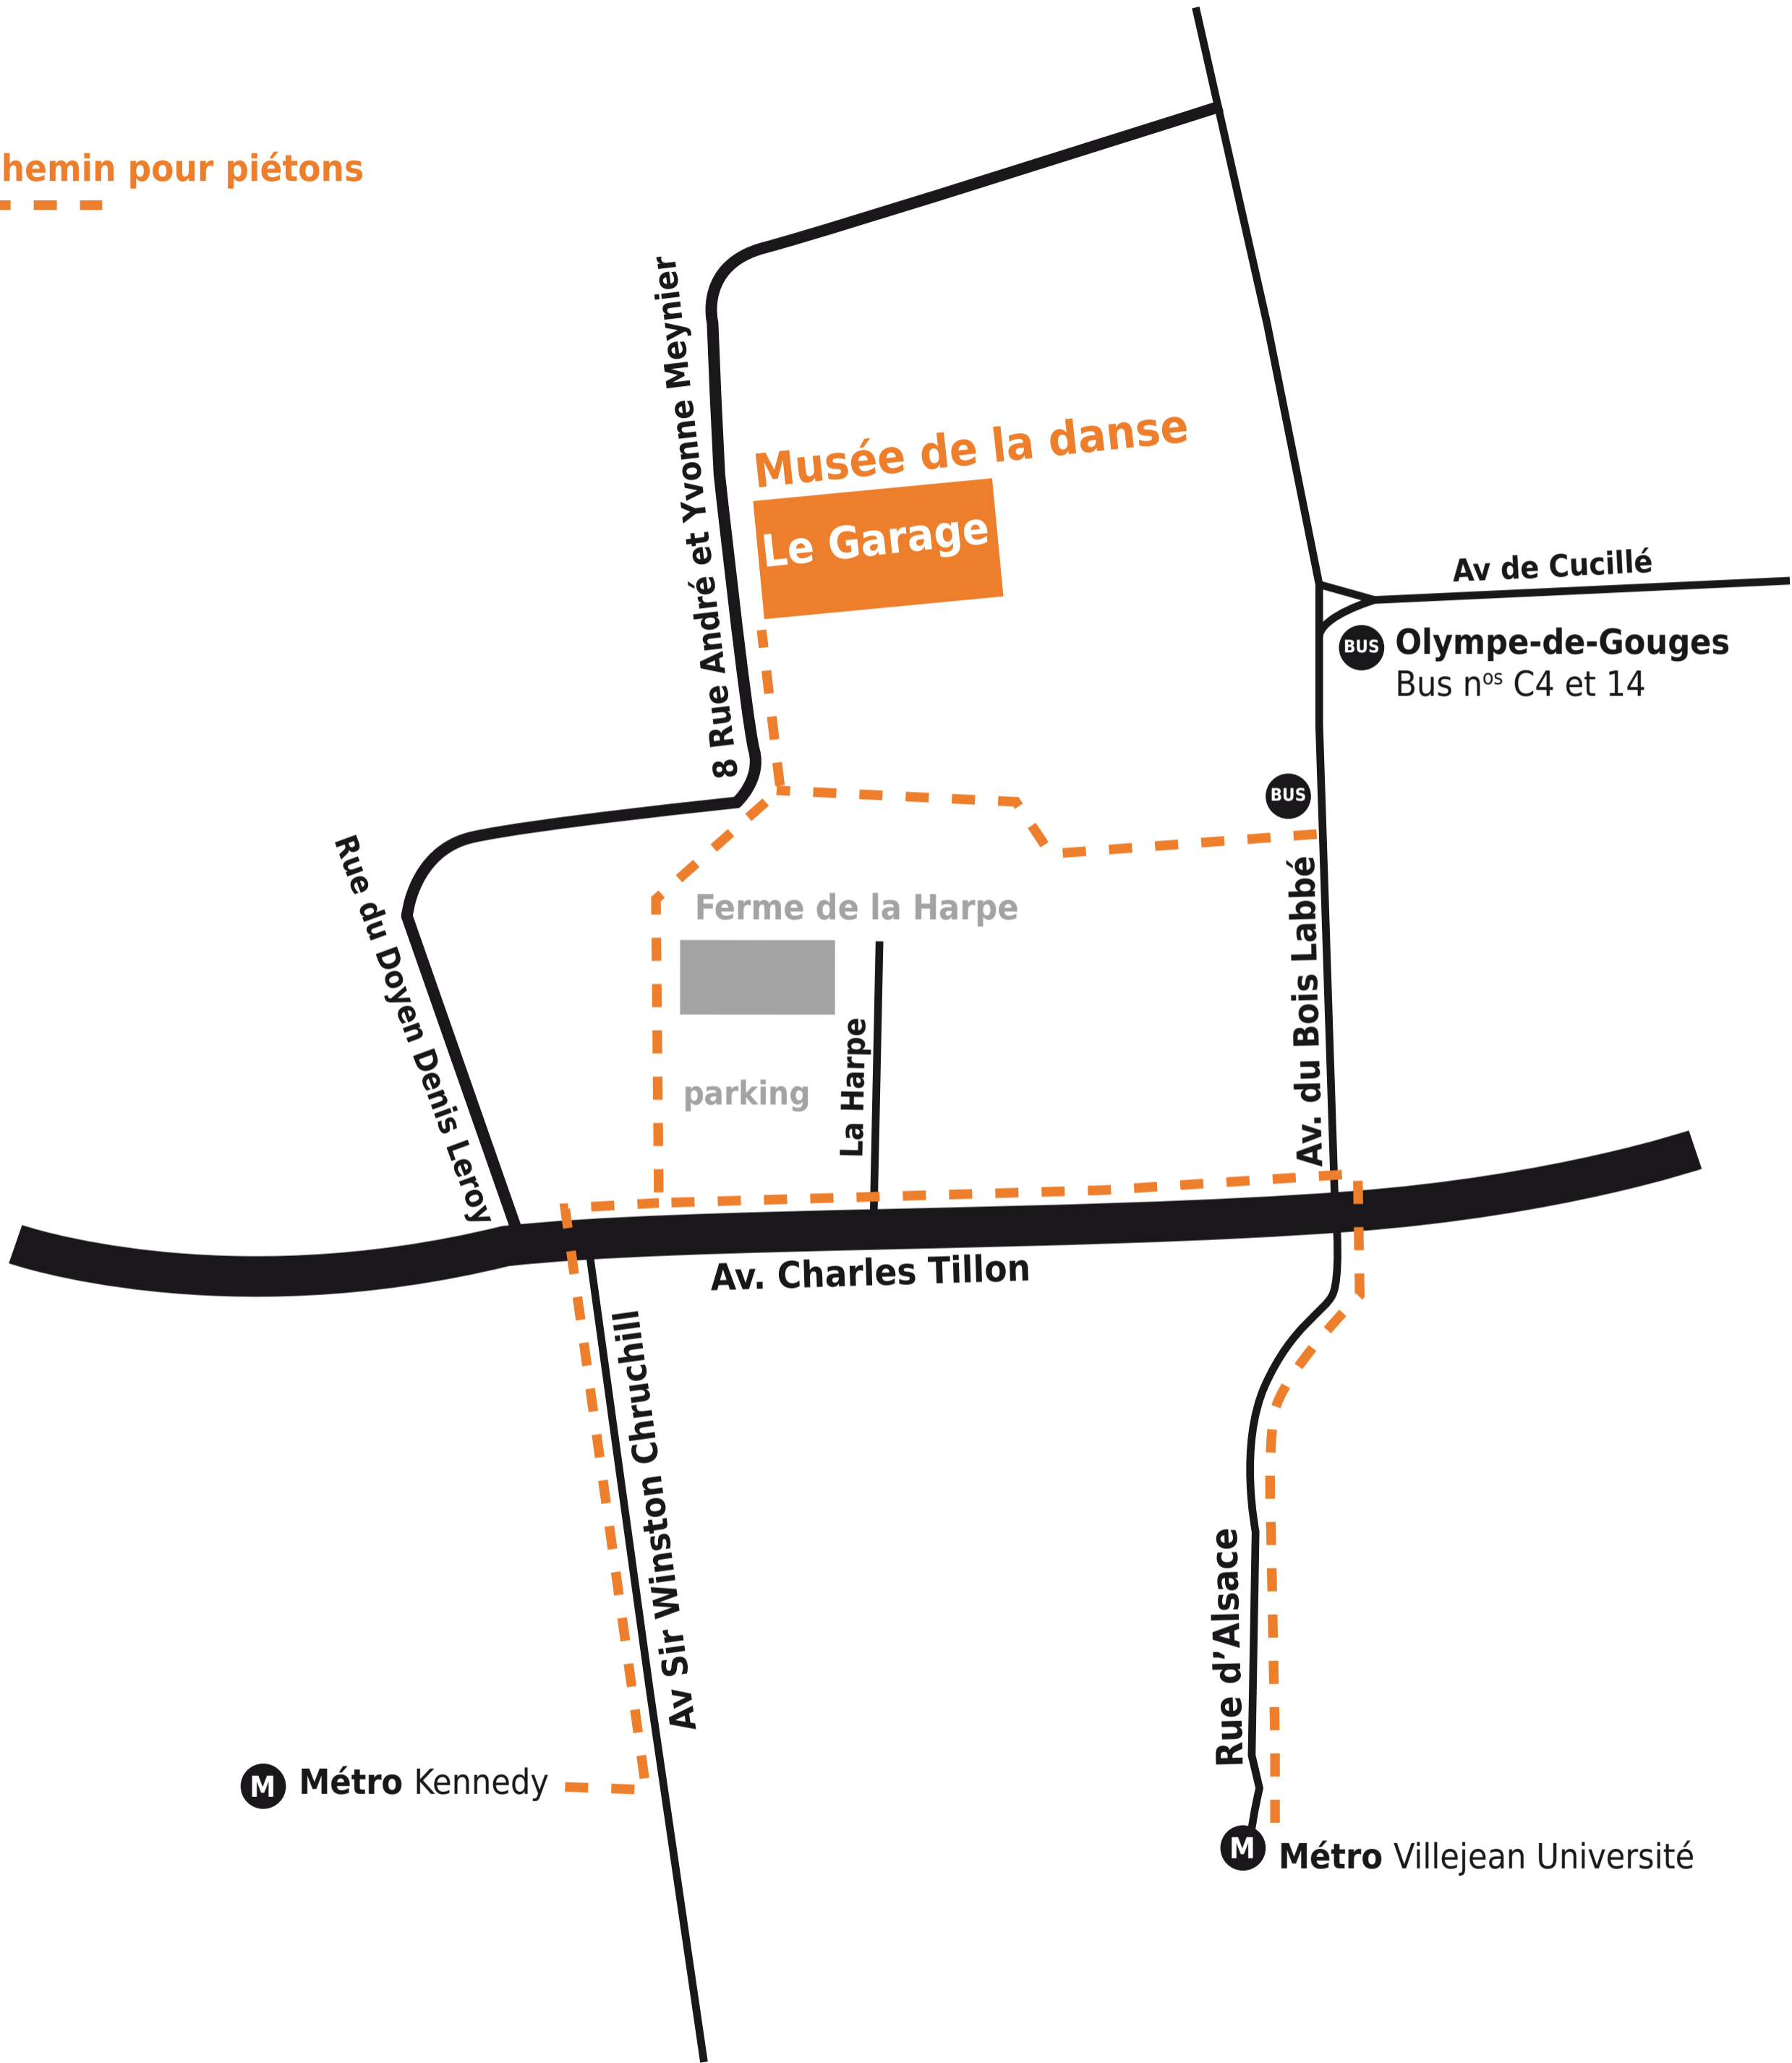 hemin pour piétons
8 Rue André et Yvonne Meynier
Musée de la danse
Le Garage
Av de Cucillé
BUS Olympe-de-Gouges
Bus nos C4 et 14
BUS
Rue du Doyen Denis Leroy
Ferme de la Harpe
La Harpe
parking
Av. du Bois Labbé
Av. Charles Tillon
Av Sir Winston Chruchill
Rue d’Alsace
M Métro Kennedy
M Métro Villejean Université